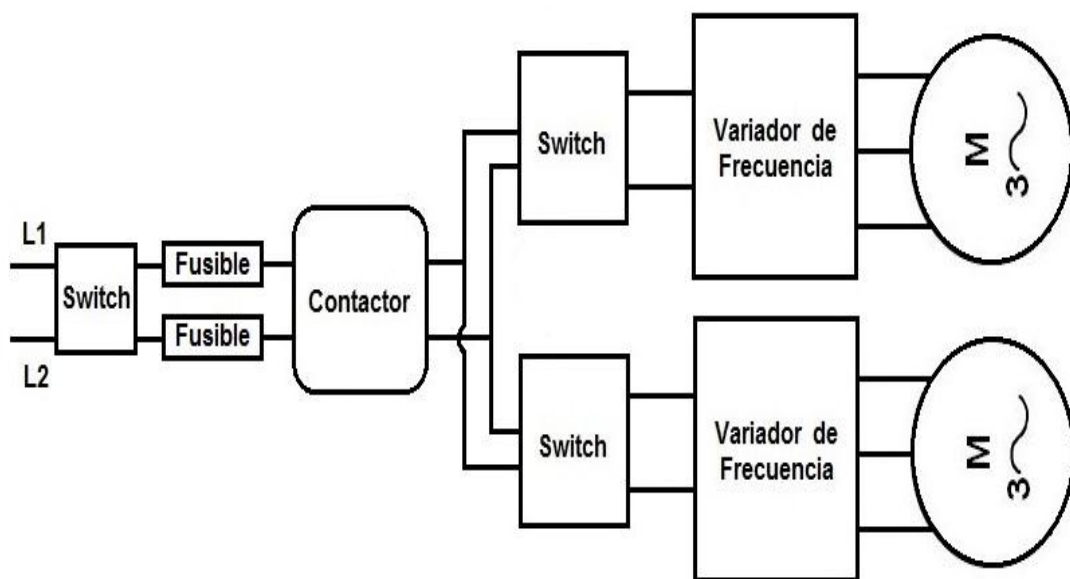 L1
L2
Switch
Fusible
Fusible
Contactor
Switch
Variador de
Frecuencia
M
3
Switch
Variador de
Frecuencia
M
3